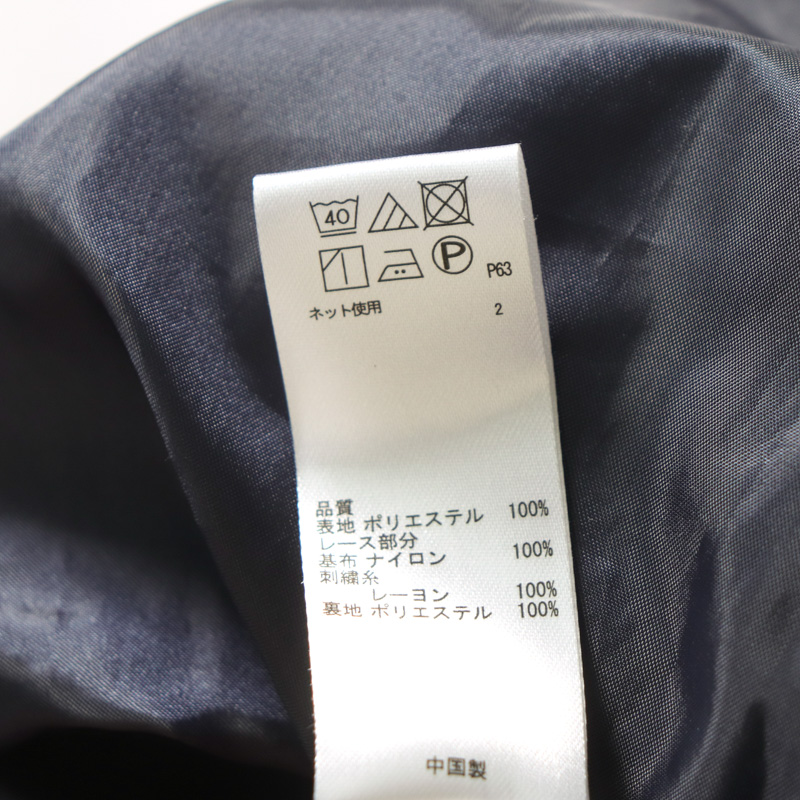 40
P P63
ネット使用 2
品質
表地 ポリエステル 100%
レース部分
基布 ナイロン 100%
刺繍糸
レーヨン 100%
裏地 ポリエステル 100%
中国製